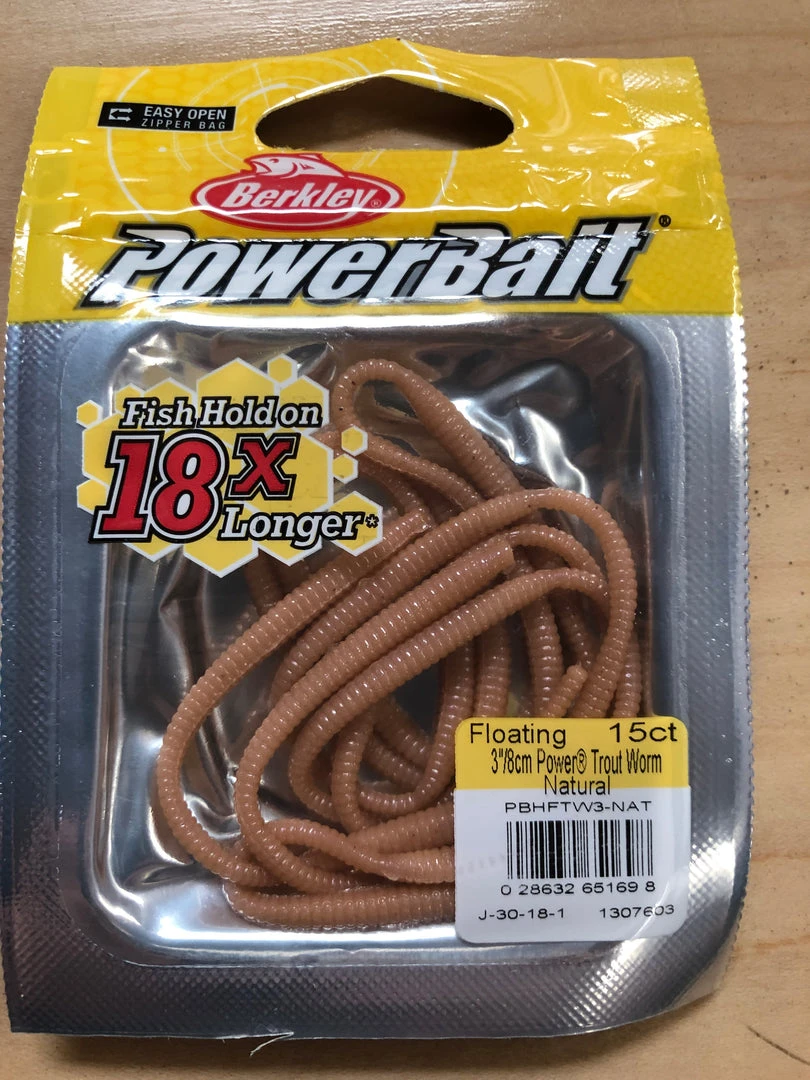 EASY OPEN
ZIPPER BAG
Berkley®
PowerBait®
Fish Hold on
18X
Longer*
Floating 15ct
3"/8cm Power® Trout Worm
Natural
PBHFTW3-NAT
0 28632 65169 8
J-30-18-1 1307603